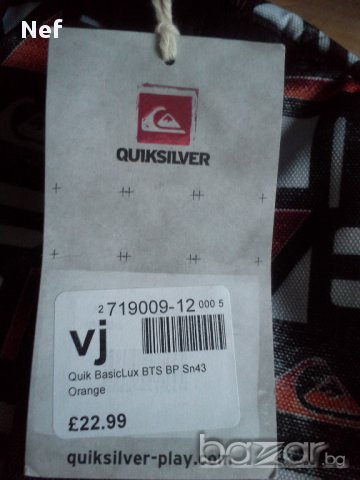 Nef
QUIKSILVER
2 719009-12 000 5
vj
Quik BasicLux BTS BP Sn43
Orange
£22.99
quiksilver-play.com
bazar.bg